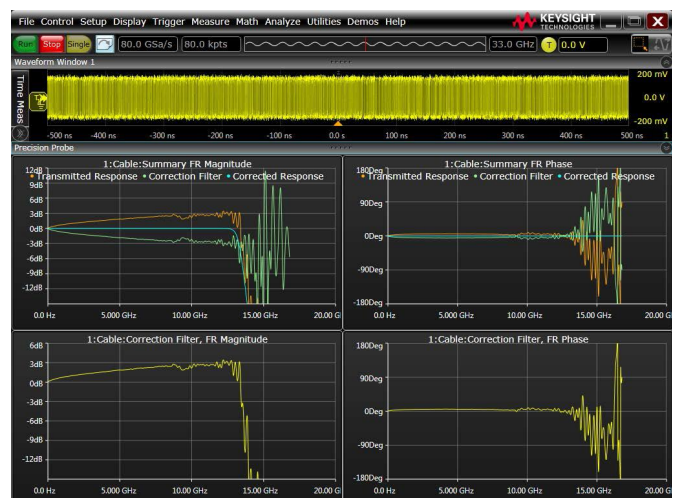 File Control Setup Display Trigger Measure Math Analyze Utilities Demos Help
KEYSIGHT
TECHNOLOGIES
Run Stop Single 80.0 GSa/s 80.0 kpts 33.0 GHz T 0.0 V
Waveform Window 1
Time Meas
200 mV
0.0 V
-200 mV
-500 ns -400 ns -300 ns -200 ns -100 ns 0.0 s 100 ns 200 ns 300 ns 400 ns 500 ns 1
Precision Probe
1:Cable:Summary FR Magnitude
Transmitted Response • Correction Filter • Corrected Response
12dB
9dB
6dB
3dB
0dB
-3dB
-6dB
-9dB
-12dB
0.0 Hz 5.000 GHz 10.00 GHz 15.00 GHz 20.00 G
1:Cable:Summary FR Phase
Transmitted Response • Correction Filter • Corrected Response
180Deg
90Deg
0Deg
-90Deg
-180Deg
0.0 Hz 5.000 GHz 10.00 GHz 15.00 GHz 20.00 G
1:Cable:Correction Filter, FR Magnitude
6dB
3dB
0dB
-3dB
-6dB
-9dB
-12dB
0.0 Hz 5.000 GHz 10.00 GHz 15.00 GHz 20.00 G
1:Cable:Correction Filter, FR Phase
180Deg
90Deg
0Deg
-90Deg
-180Deg
0.0 Hz 5.000 GHz 10.00 GHz 15.00 GHz 20.00 G